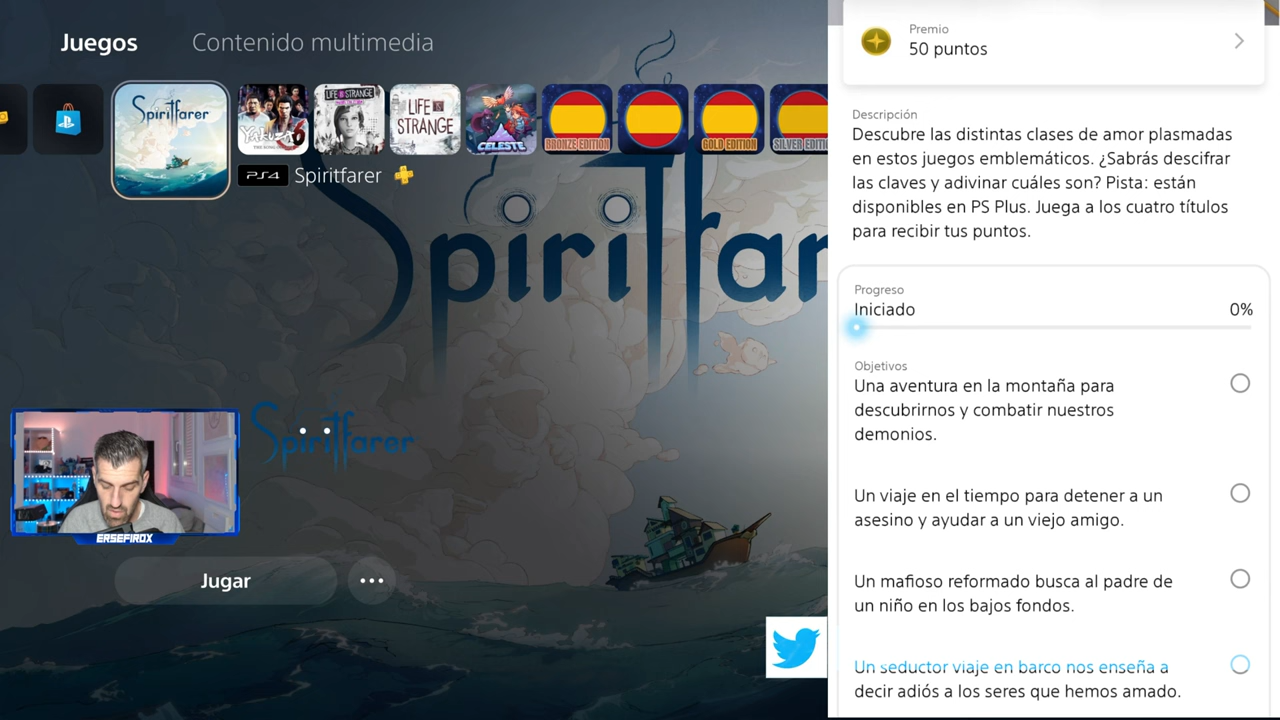 Juegos
Contenido multimedia
Spiritfarer
LIFE IS STRANGE
LIFE IS
STRANGE
CELESTE
BRONZE EDITION
GOLD EDITION
SILVER EDITION
PS4 Spiritfarer
Spiritfarer
Spiritfarer
ERSEFIROX
Jugar
Premio
50 puntos
Descripción
Descubre las distintas clases de amor plasmadas
en estos juegos emblemáticos. ¿Sabrás descifrar
las claves y adivinar cuáles son? Pista: están
disponibles en PS Plus. Juega a los cuatro títulos
para recibir tus puntos.
Progreso
Iniciado 0%
Objetivos
Una aventura en la montaña para
descubrirnos y combatir nuestros
demonios.
Un viaje en el tiempo para detener a un
asesino y ayudar a un viejo amigo.
Un mafioso reformado busca al padre de
un niño en los bajos fondos.
Un seductor viaje en barco nos enseña a
decir adiós a los seres que hemos amado.